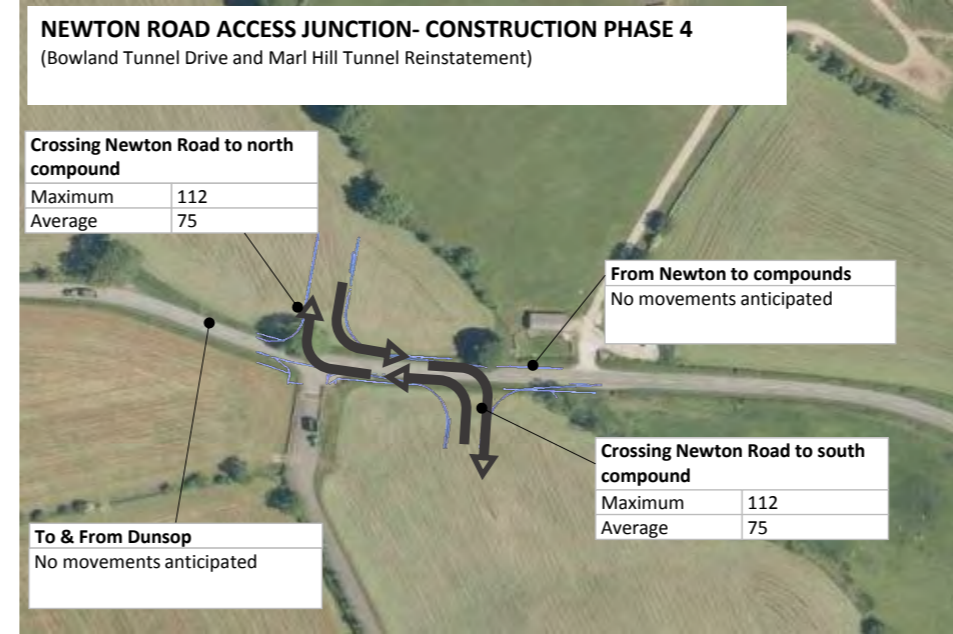 NEWTON ROAD ACCESS JUNCTION- CONSTRUCTION PHASE 4
(Bowland Tunnel Drive and Marl Hill Tunnel Reinstatement)
Crossing Newton Road to north
compound
Maximum 112
Average 75
From Newton to compounds
No movements anticipated
Crossing Newton Road to south
compound
Maximum 112
Average 75
To & From Dunsop
No movements anticipated